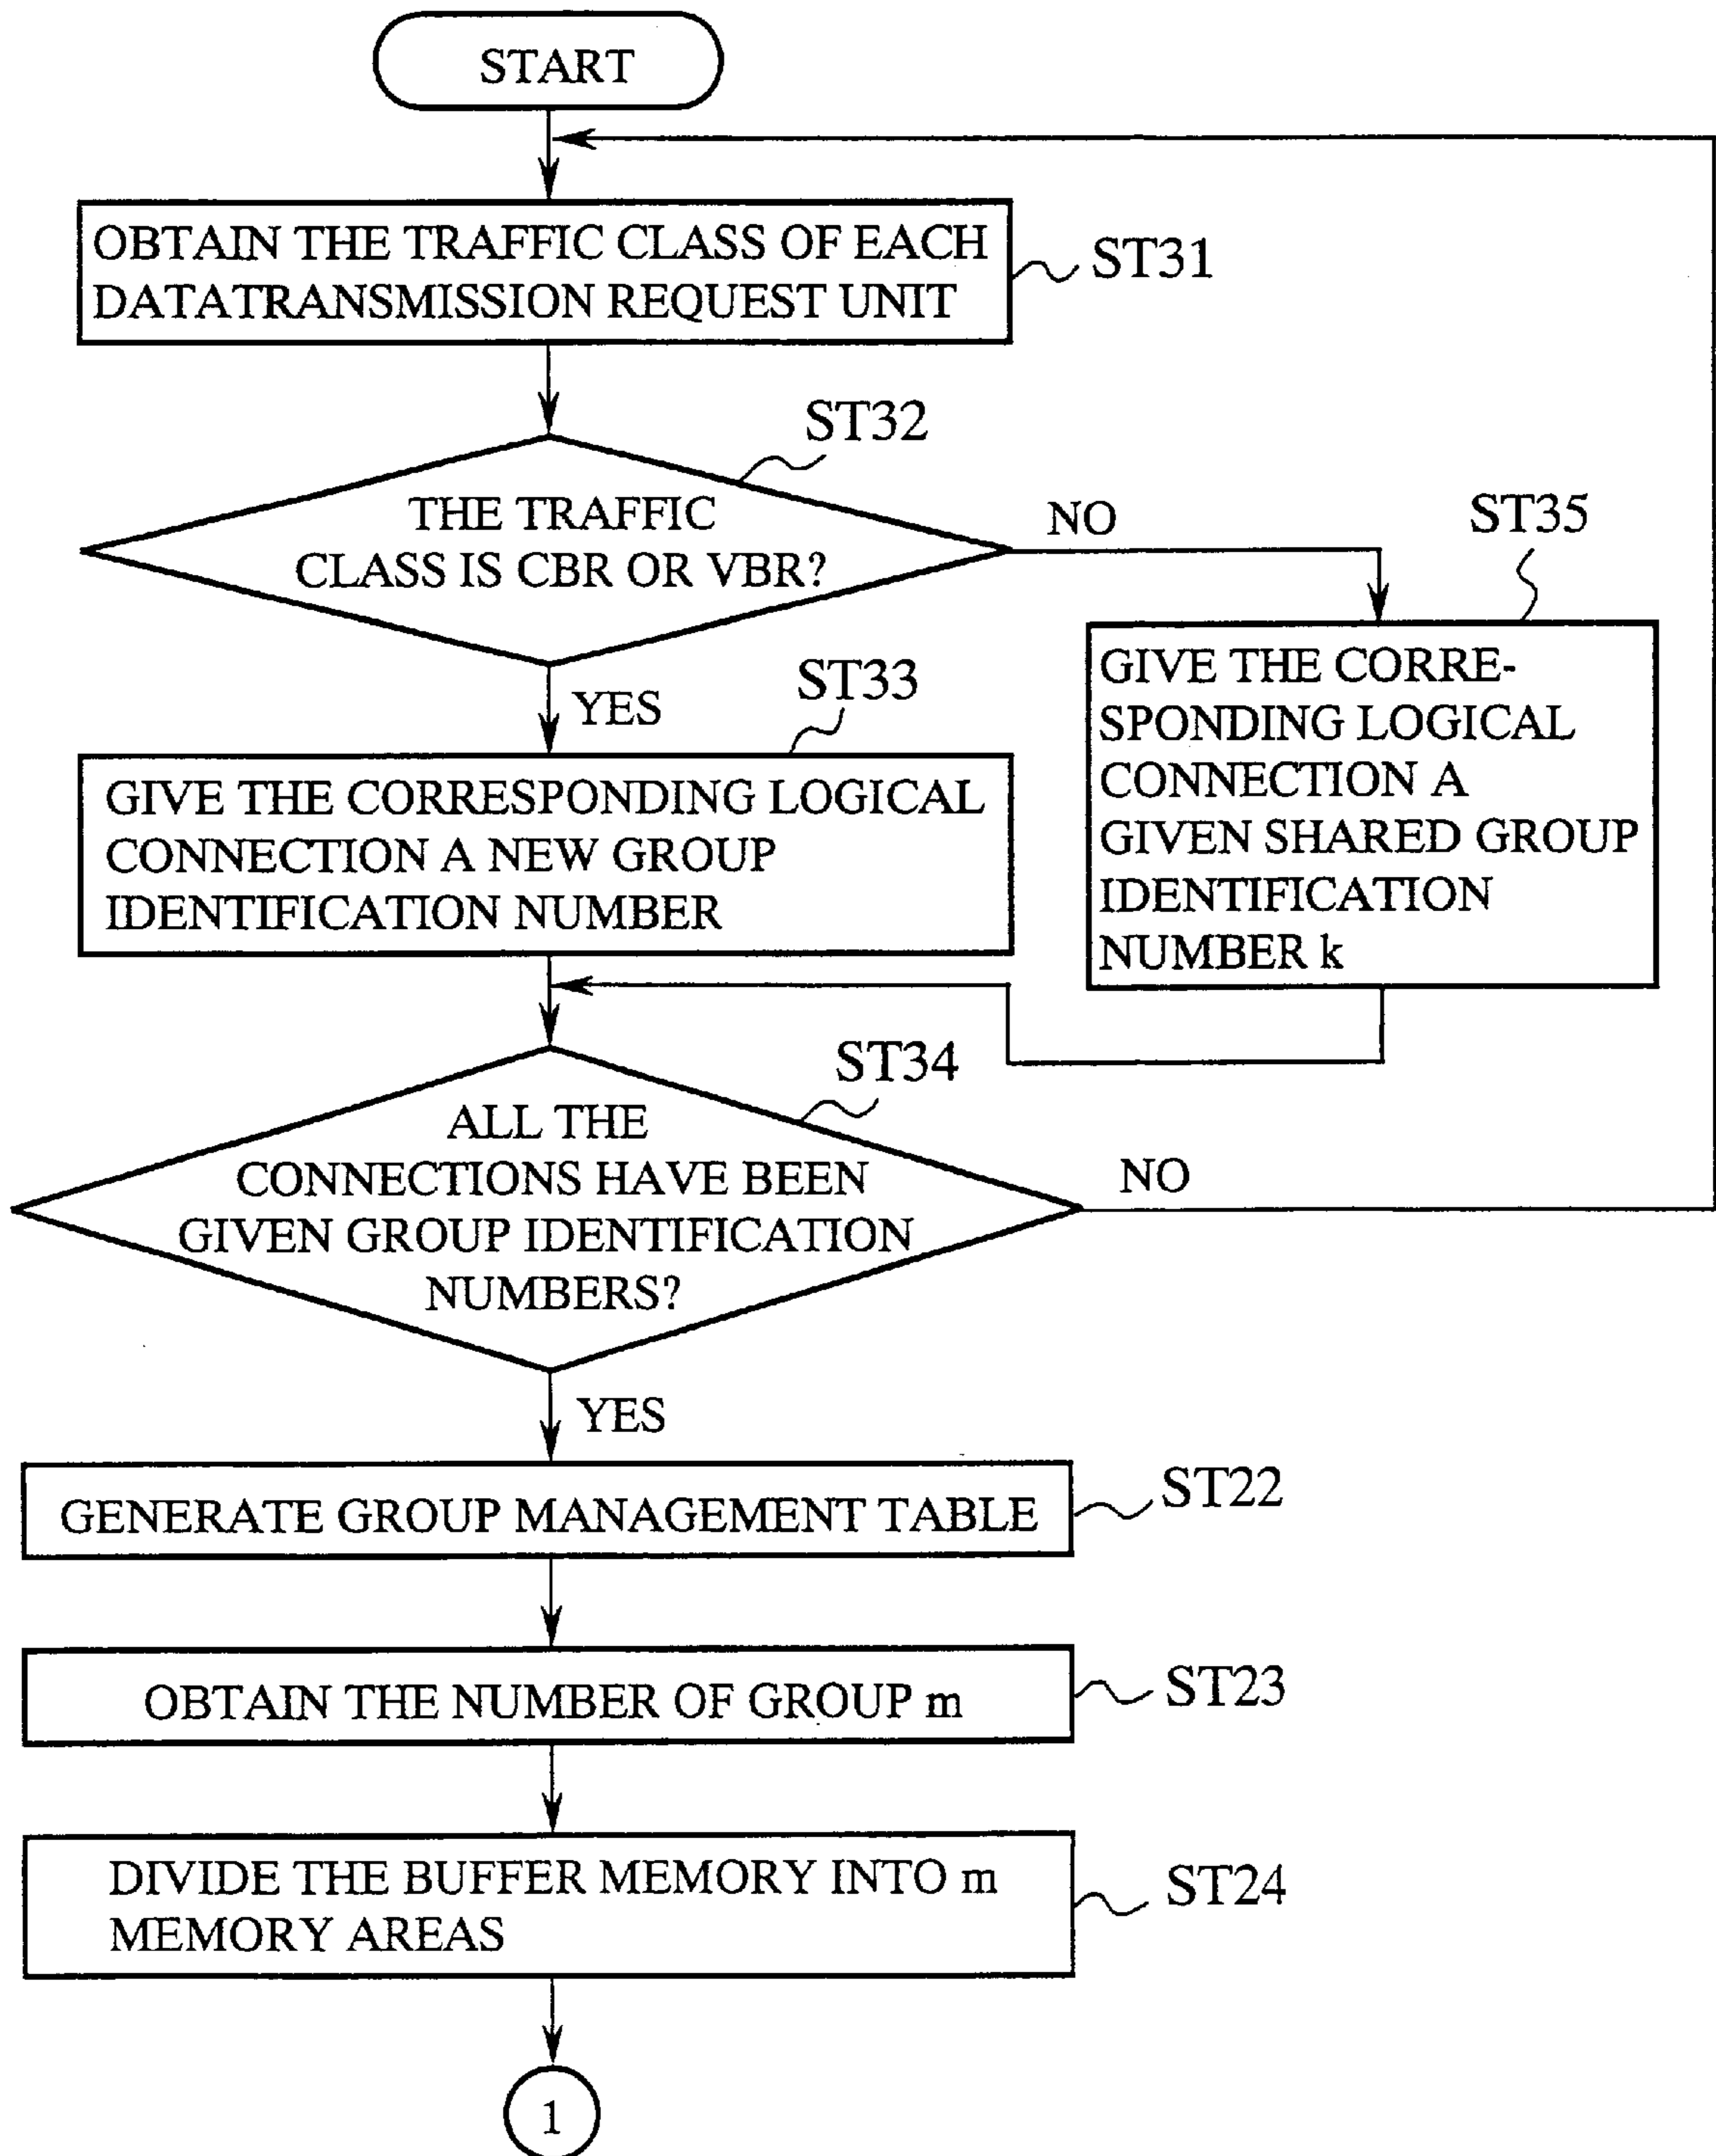 START
OBTAIN THE TRAFFIC CLASS OF EACH
DATATRANSMISSION REQUEST UNIT
ST31
ST32
THE TRAFFIC
CLASS IS CBR OR VBR?
NO
ST35
YES
ST33
GIVE THE CORRESPONDING LOGICAL
CONNECTION A NEW GROUP
IDENTIFICATION NUMBER
GIVE THE CORRE-
SPONDING LOGICAL
CONNECTION A
GIVEN SHARED GROUP
IDENTIFICATION
NUMBER k
ST34
ALL THE
CONNECTIONS HAVE BEEN
GIVEN GROUP IDENTIFICATION
NUMBERS?
NO
YES
GENERATE GROUP MANAGEMENT TABLE
ST22
OBTAIN THE NUMBER OF GROUP m
ST23
DIVIDE THE BUFFER MEMORY INTO m
MEMORY AREAS
ST24
1